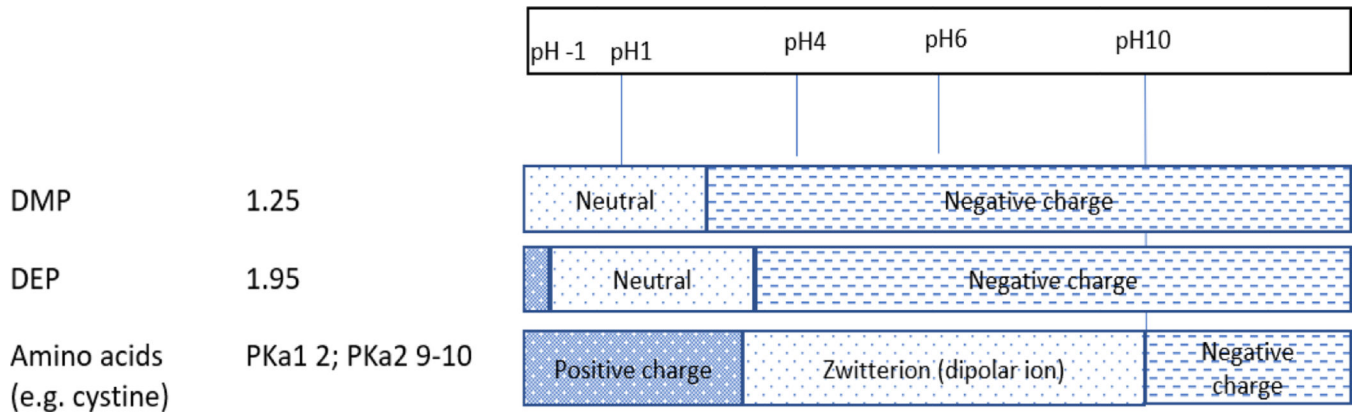 pH -1 pH1 pH4 pH6 pH10
DMP 1.25 Neutral Negative charge
DEP 1.95 Neutral Negative charge
Amino acids PKa1 2; PKa2 9-10 Positive charge Zwitterion (dipolar ion) Negative
(e.g. cystine) charge